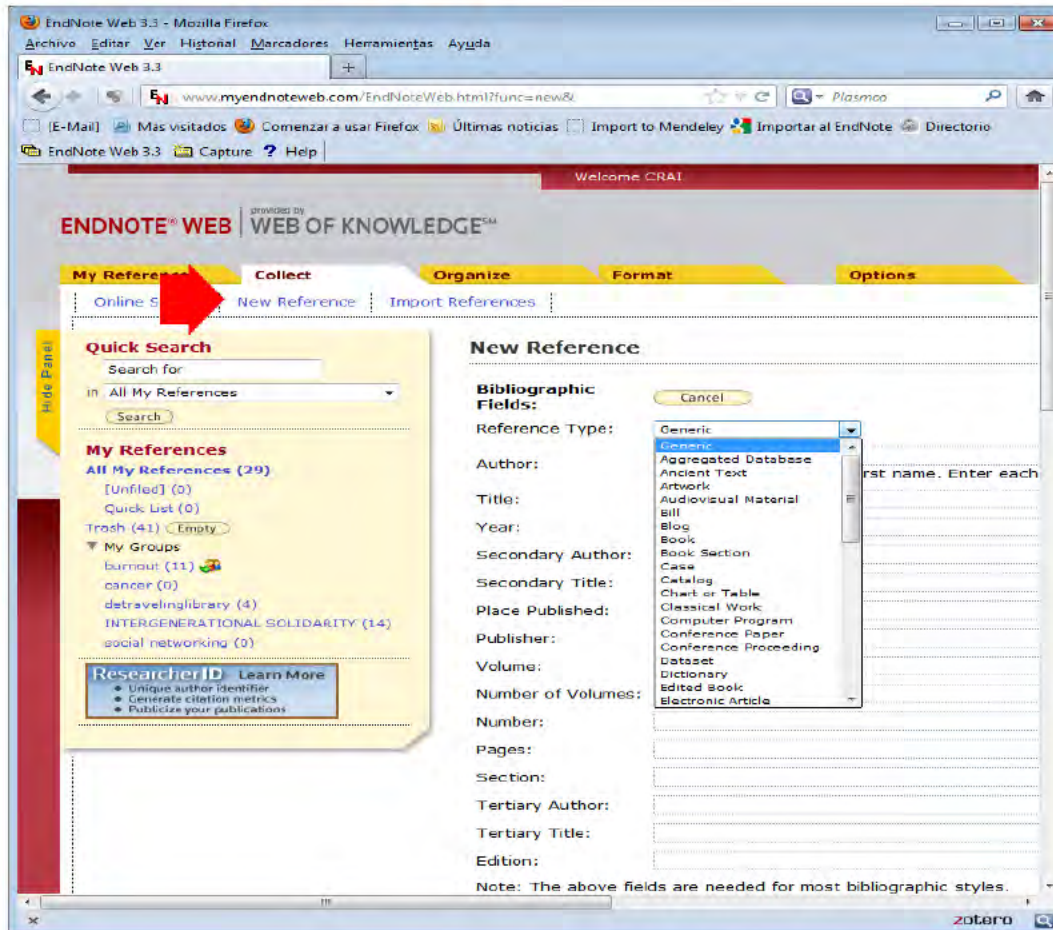 EndNote Web 3.3 - Mozilla Firefox
Archivo Editar Ver Historial Marcadores Herramientas Ayuda
EndNote Web 3.3
www.myendnoteweb.com/EndNoteWeb.html?func=new&
Plasmoo
[E-Mail] Más visitados Comenzar a usar Firefox Últimas noticias Import to Mendeley Importar al EndNote Directorio
EndNote Web 3.3 Capture ? Help
Welcome CRAI
ENDNOTE® WEB provided by WEB OF KNOWLEDGE℠
My Collect Organize Format Options
Online New Reference Import References
Hide Panel
Quick Search
Search for
in All My References
Search
My References
All My References (29)
[Unfiled] (0)
Quick List (0)
Trash (41) Empty
My Groups
burnout (11)
cancer (0)
detravelinglibrary (4)
INTERGENERATIONAL SOLIDARITY (14)
social networking (0)
ResearcherID Learn More
Unique author identifier
Generate citation metrics
Publicize your publications
New Reference
Bibliographic Fields:
Cancel
Reference Type: Generic
Generic
Aggregated Database
Ancient Text
Artwork
Audiovisual Material
Bill
Blog
Book
Book Section
Case
Catalog
Chart or Table
Classical Work
Computer Program
Conference Paper
Conference Proceeding
Dataset
Dictionary
Edited Book
Electronic Article
Author:
name. Enter each
Title:
Year:
Secondary Author:
Secondary Title:
Place Published:
Publisher:
Volume:
Number of Volumes:
Number:
Pages:
Section:
Tertiary Author:
Tertiary Title:
Edition:
Note: The above fields are needed for most bibliographic styles.
zotero